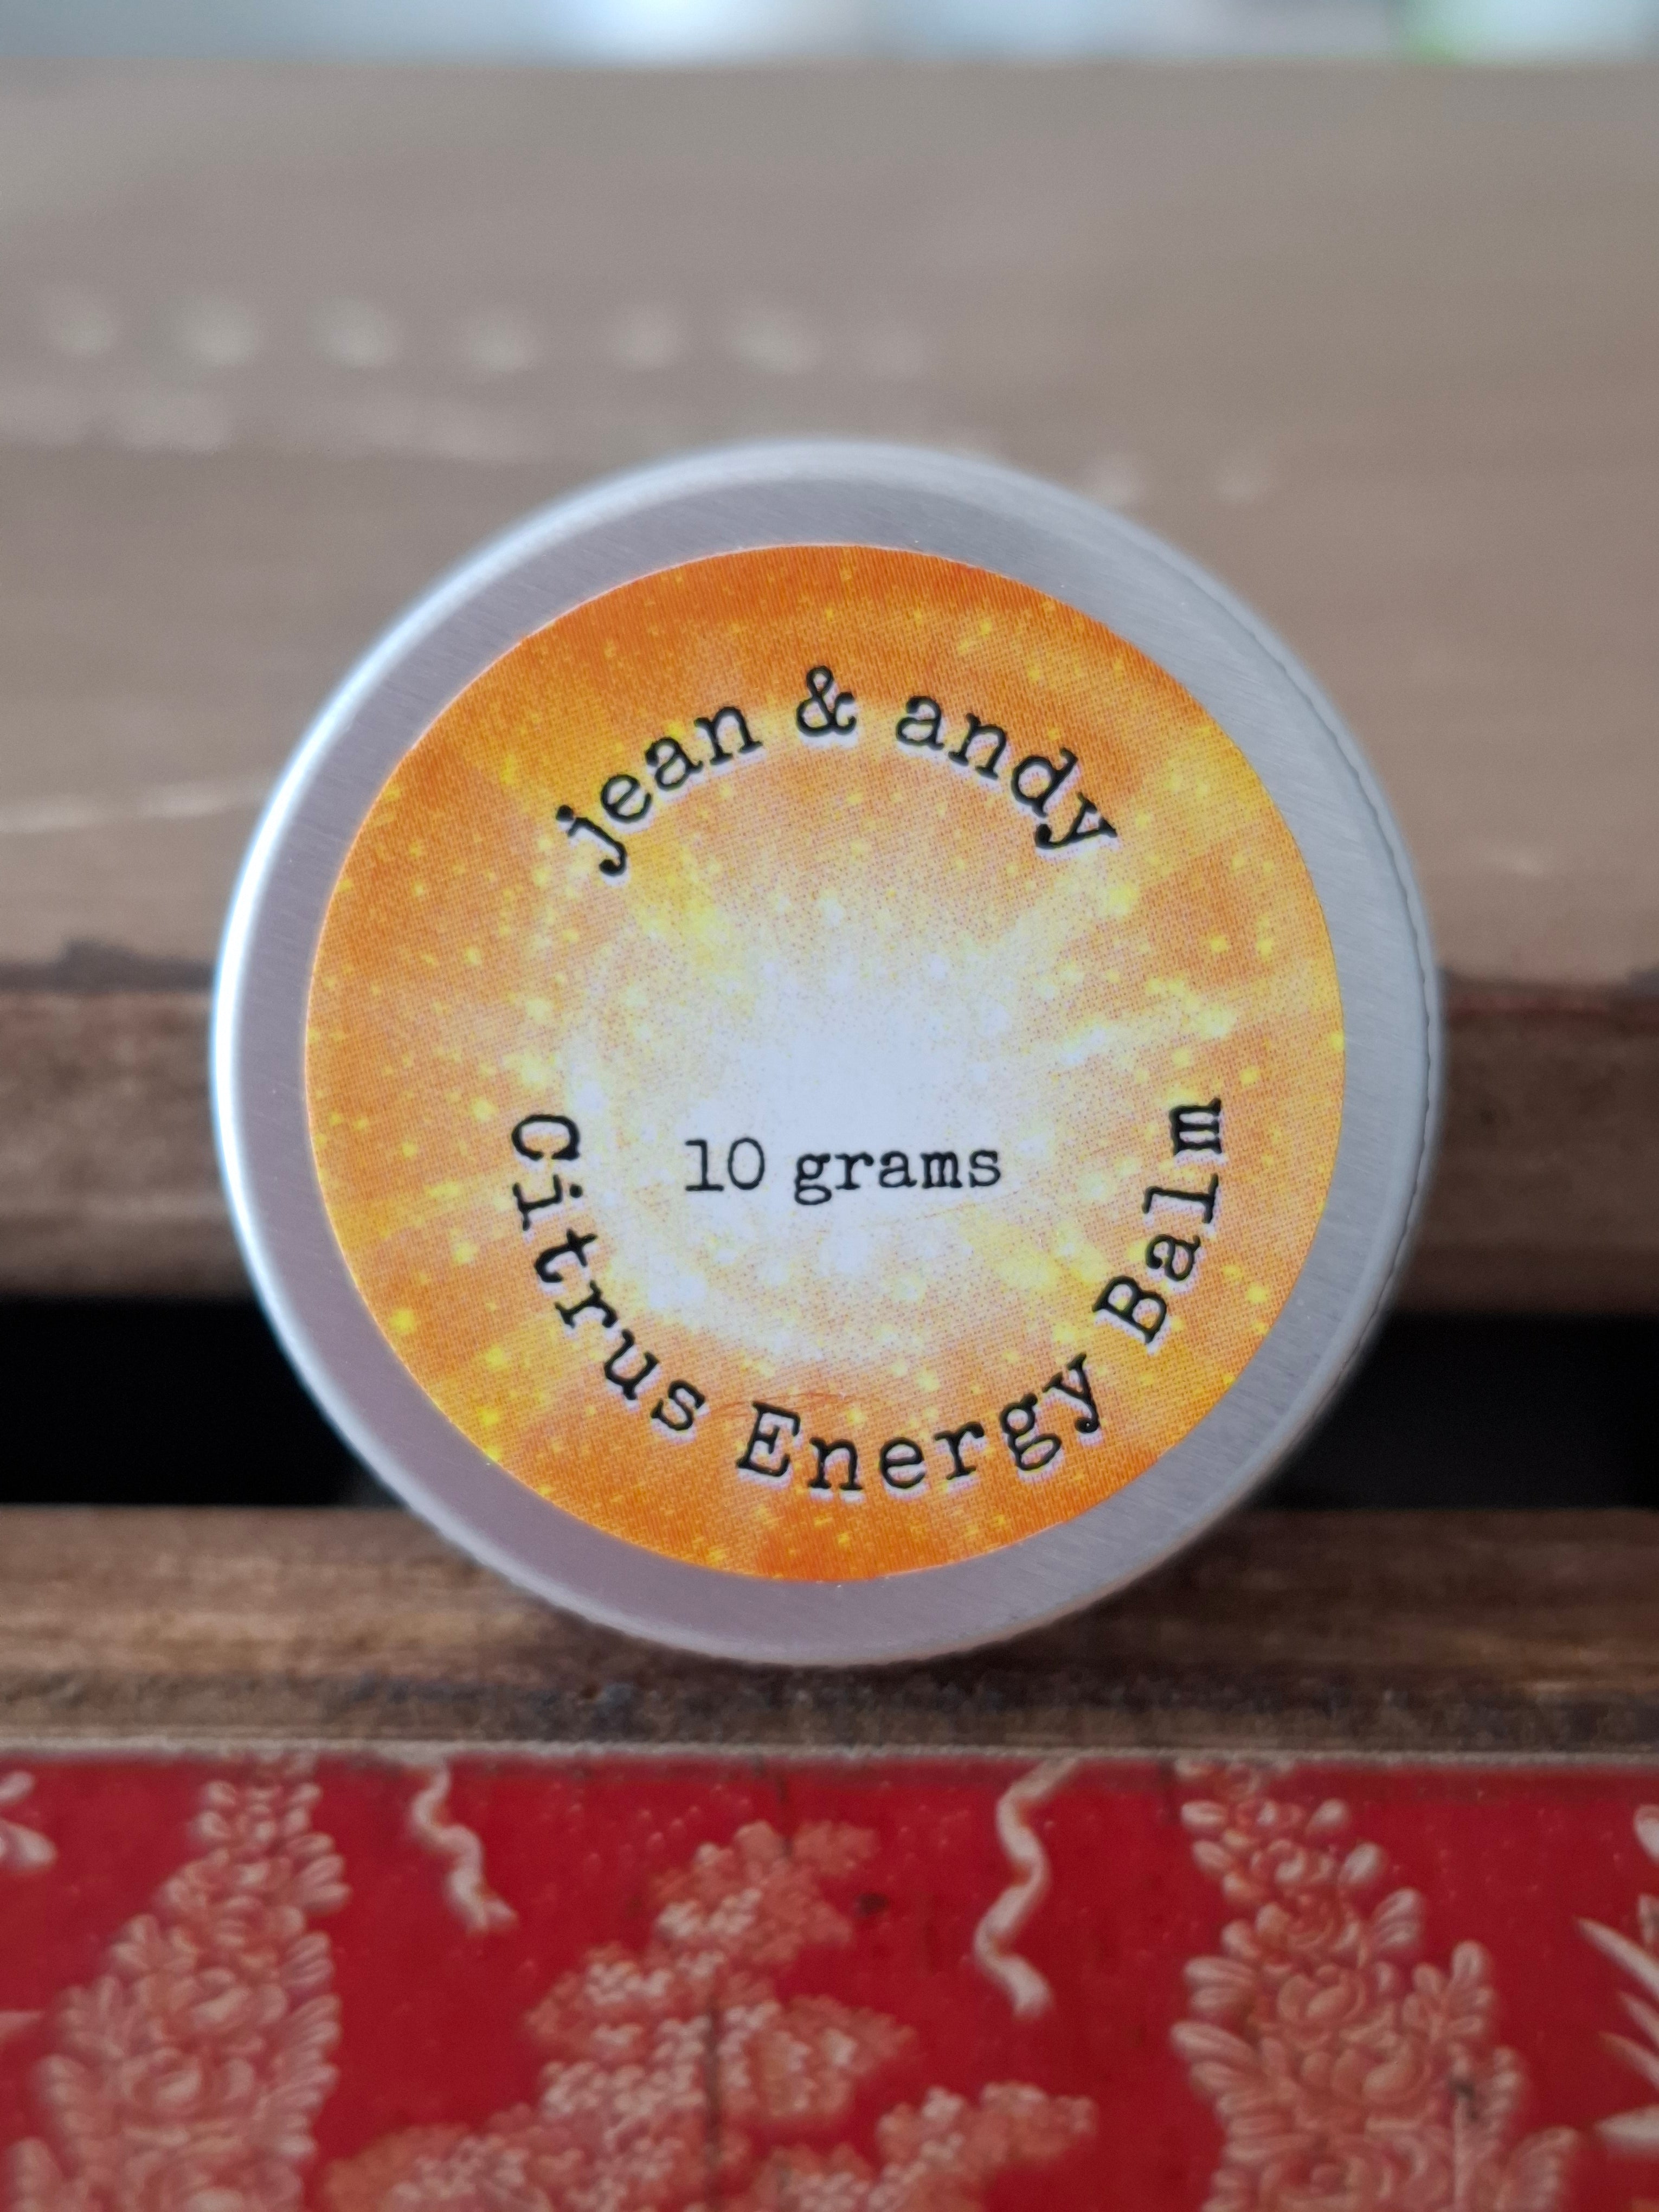 jean & andy
10 grams
Citrus Energy Balm